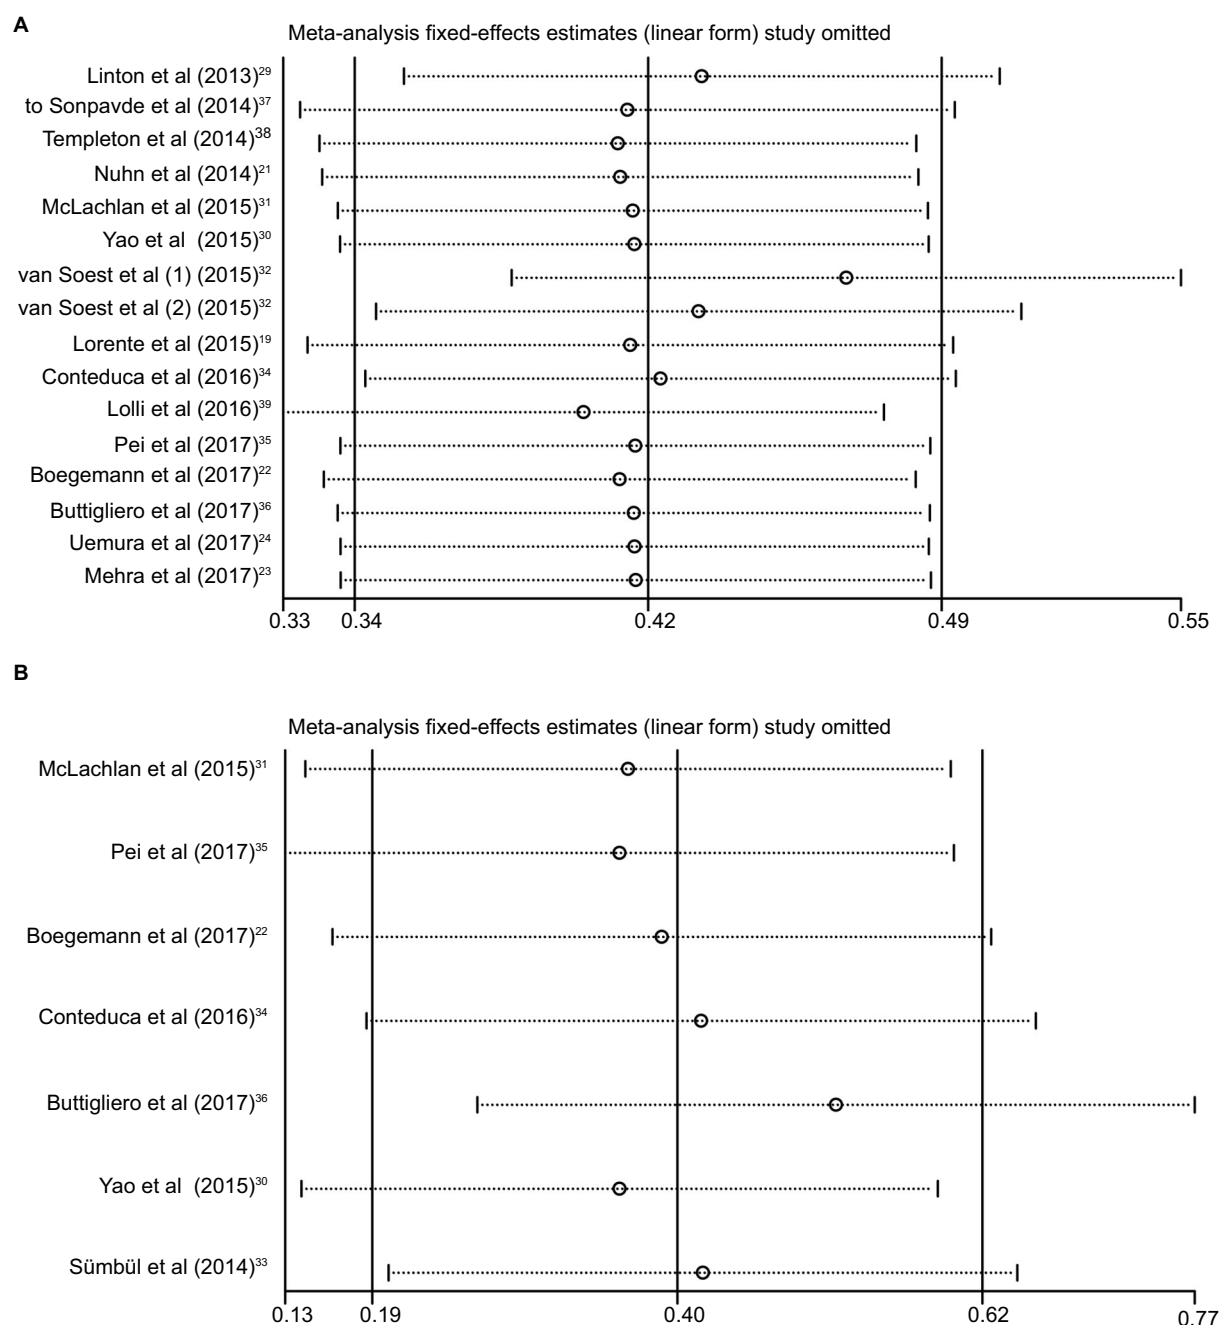 A
Meta-analysis fixed-effects estimates (linear form) study omitted
Linton et al (2013)29
to Sonpavde et al (2014)37
Templeton et al (2014)38
Nuhn et al (2014)21
McLachlan et al (2015)31
Yao et al  (2015)30
van Soest et al (1) (2015)32
van Soest et al (2) (2015)32
Lorente et al (2015)19
Conteduca et al (2016)34
Lolli et al (2016)39
Pei et al (2017)35
Boegemann et al (2017)22
Buttigliero et al (2017)36
Uemura et al (2017)24
Mehra et al (2017)23
0.33 0.34 0.42 0.49 0.55
B
Meta-analysis fixed-effects estimates (linear form) study omitted
McLachlan et al (2015)31
Pei et al (2017)35
Boegemann et al (2017)22
Conteduca et al (2016)34
Buttigliero et al (2017)36
Yao et al  (2015)30
Sümbül et al (2014)33
0.13 0.19 0.40 0.62 0.77